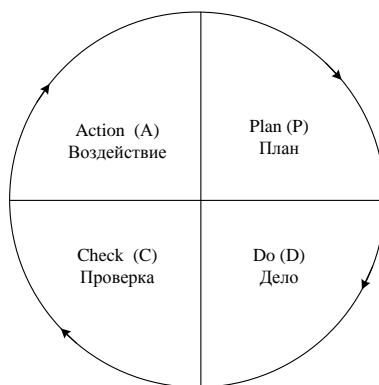 Action (A)
Воздействие
Plan (P)
План
Check (C)
Проверка
Do (D)
Дело